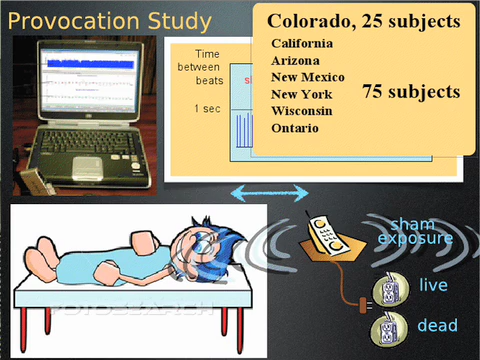 Provocation Study
Colorado, 25 subjects
California
Arizona
New Mexico
New York
Wisconsin
Ontario
75 subjects
Time
between
beats
1 sec
sham
exposure
live
dead
FOTOSEARCH